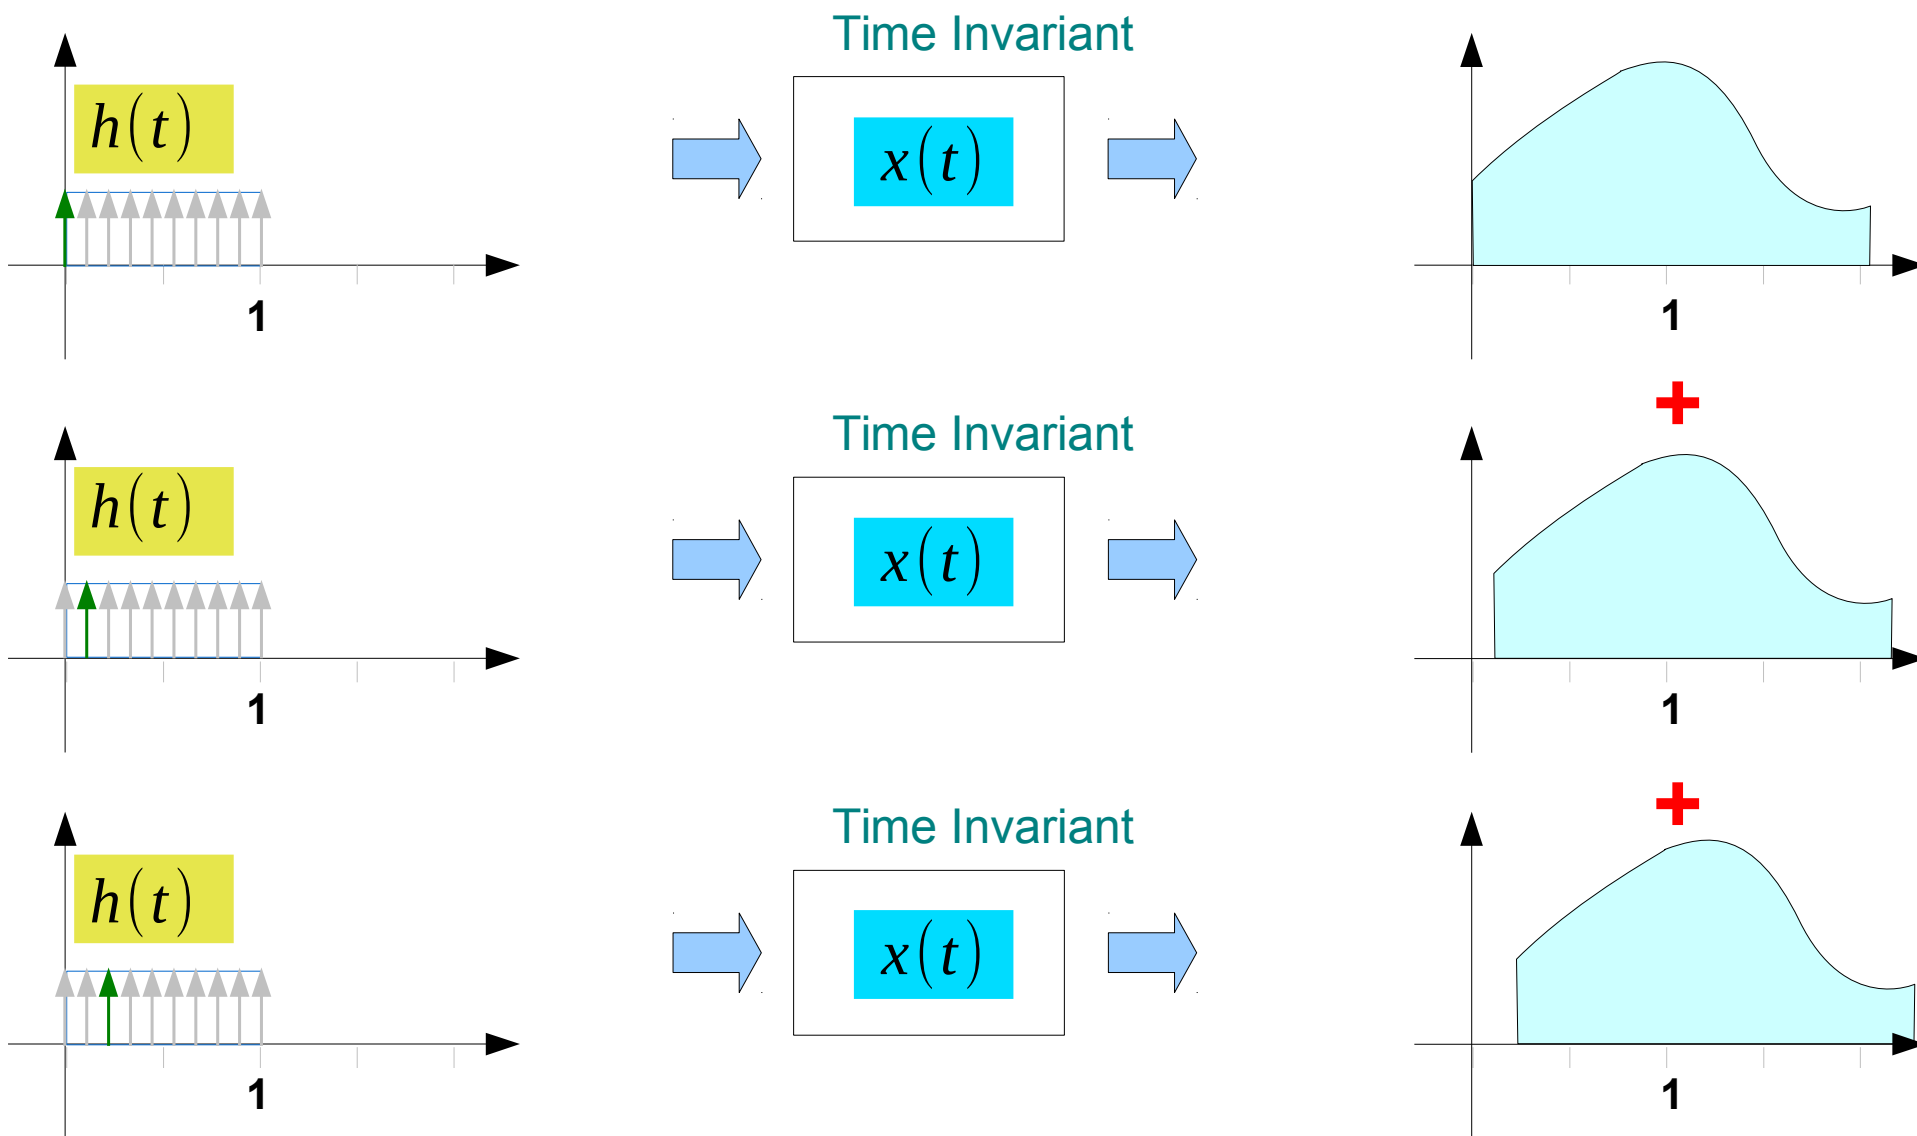 Time Invariant
h(t)
x(t)
1
1
+
Time Invariant
h(t)
x(t)
1
1
+
Time Invariant
h(t)
x(t)
1
1